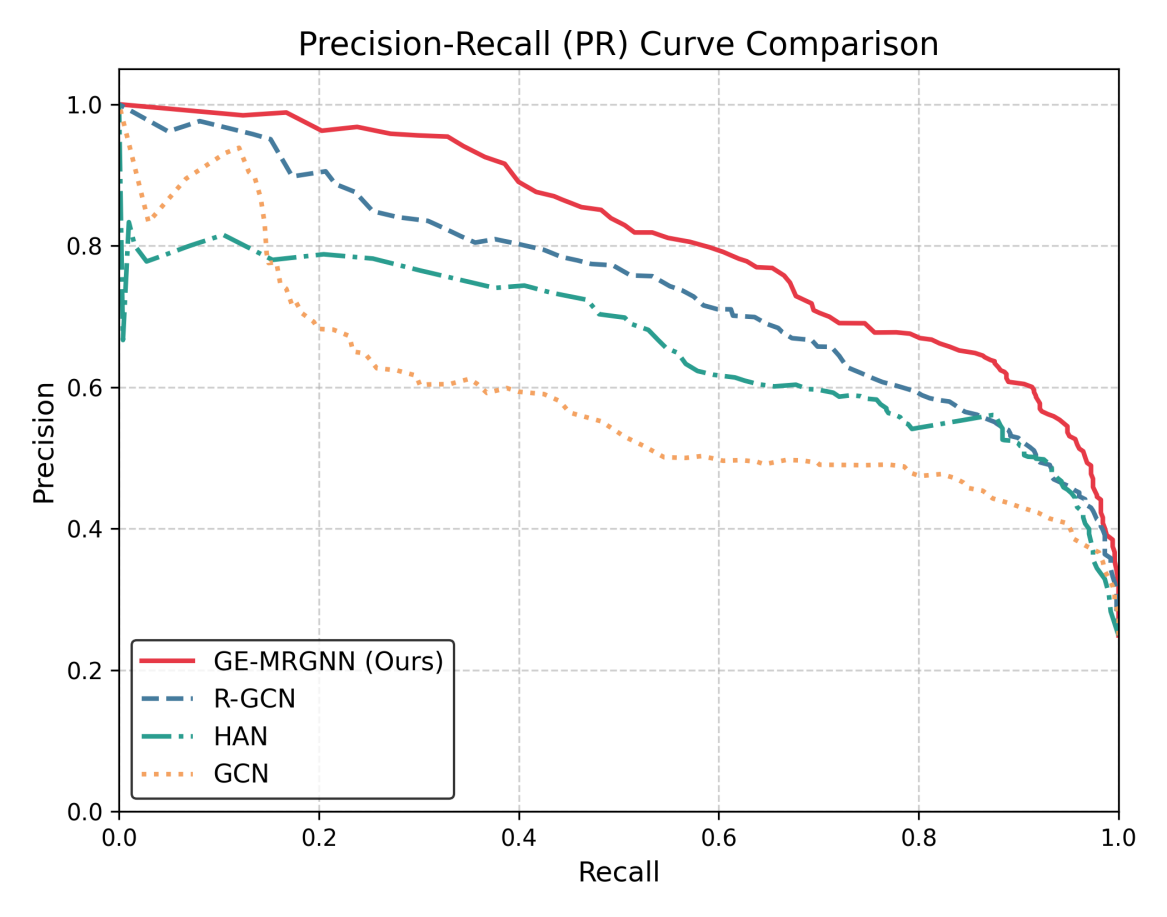 Precision-Recall (PR) Curve Comparison
Precision
1.0
0.8
0.6
0.4
0.2
0.0
GE-MRGNN (Ours)
R-GCN
HAN
GCN
0.0 0.2 0.4 0.6 0.8 1.0
Recall